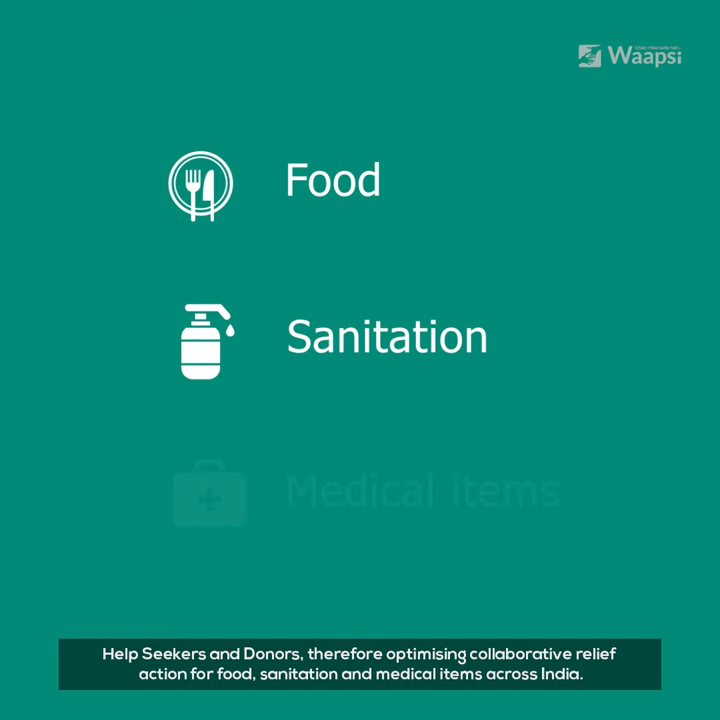 Waapsi
Food
Sanitation
Medical items
Help Seekers and Donors, therefore optimising collaborative relief
action for food, sanitation and medical items across India.